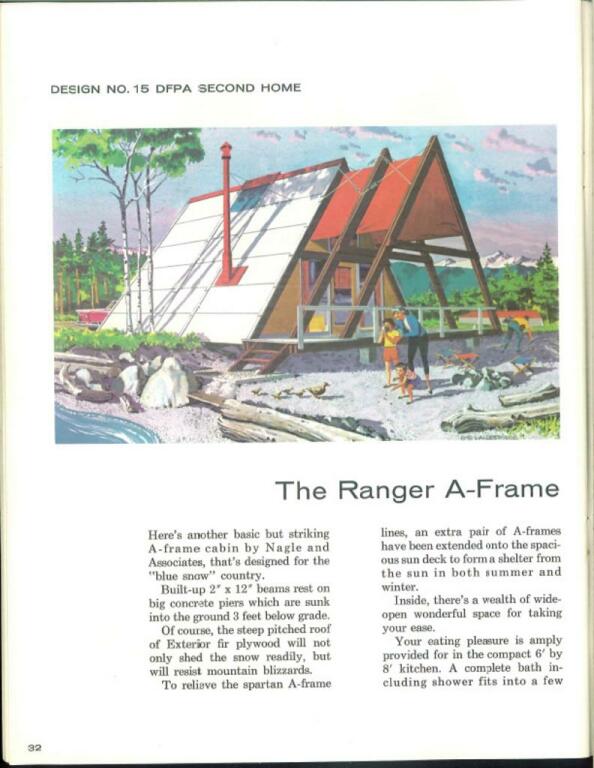 DESIGN NO. 15 DFPA SECOND HOME
The Ranger A-Frame
Here's another basic but striking
A-frame cabin by Nagle and
Associates, that's designed for the
"blue snow" country.
Built-up 2" x 12" beams rest on
big concrete piers which are sunk
into the ground 3 feet below grade.
Of course, the steep pitched roof
of Exterior fir plywood will not
only shed the snow readily, but
will resist mountain blizzards.
To relieve the spartan A-frame
lines, an extra pair of A-frames
have been extended onto the spaci-
ous sun deck to form a shelter from
the sun in both summer and
winter.
Inside, there's a wealth of wide-
open wonderful space for taking
your ease.
Your eating pleasure is amply
provided for in the compact 6' by
8' kitchen. A complete bath in-
cluding shower fits into a few
32